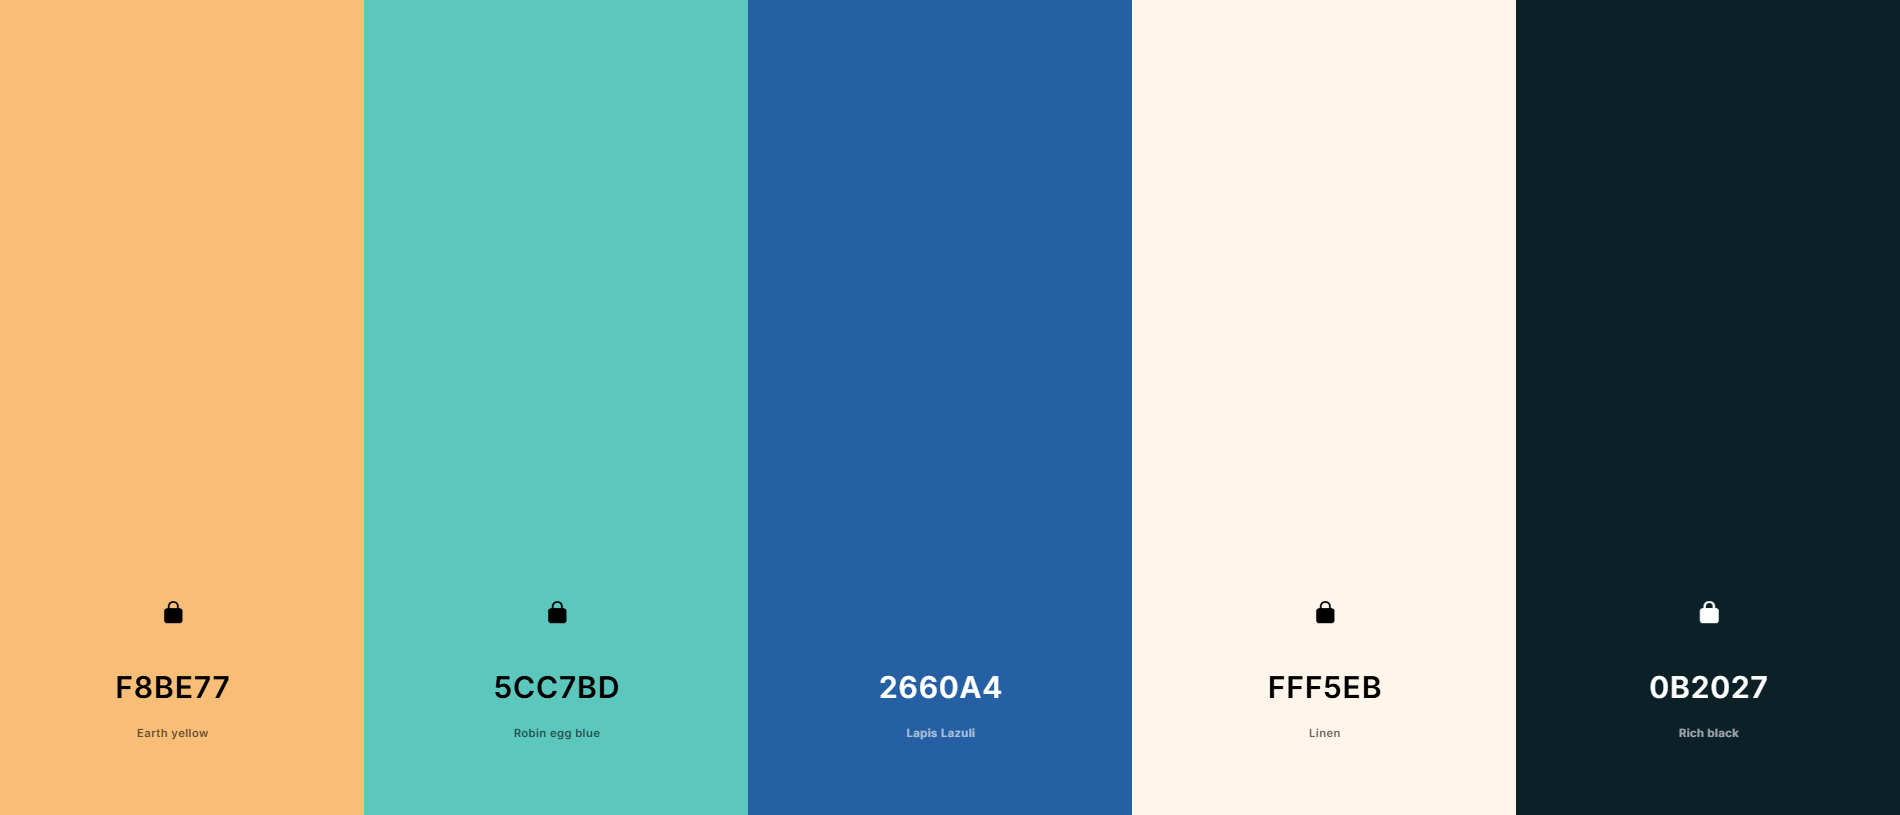 F8BE77
Earth yellow
5CC7BD
Robin egg blue
2660A4
Lapis Lazuli
FFF5EB
Linen
0B2027
Rich black